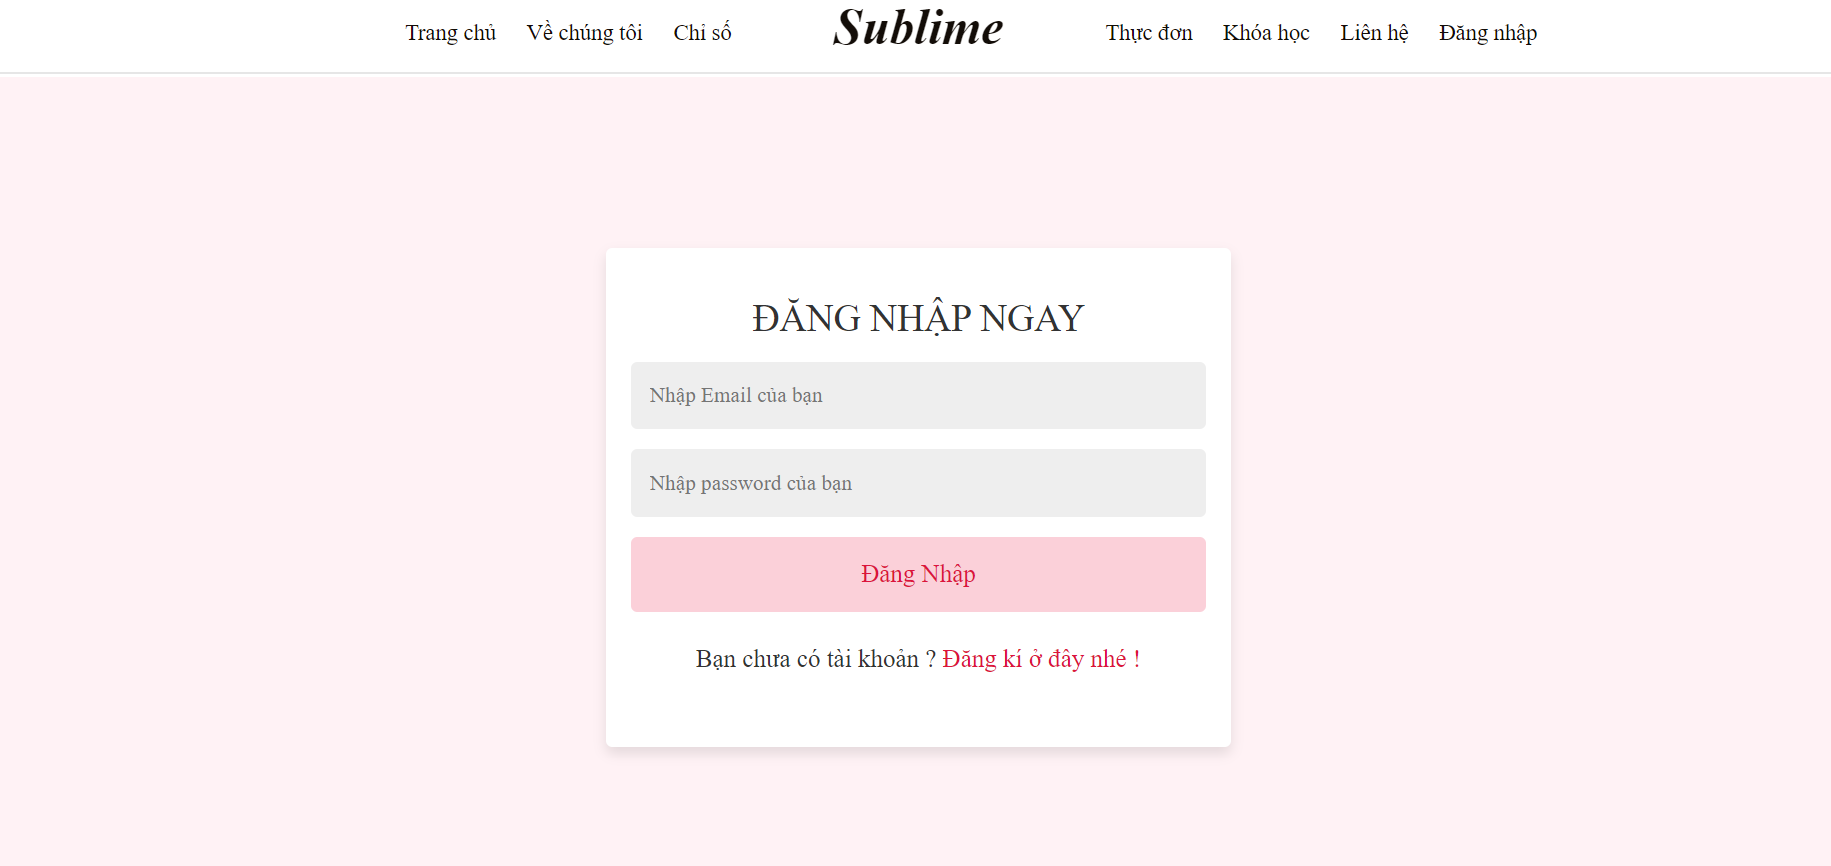 Trang chủ Về chúng tôi Chỉ số Sublime Thực đơn Khóa học Liên hệ Đăng nhập
ĐĂNG NHẬP NGAY
Nhập Email của bạn
Nhập password của bạn
Đăng Nhập
Bạn chưa có tài khoản ? Đăng kí ở đây nhé !